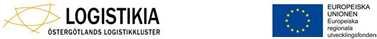 LOGISTIKIA
ÖSTERGÖTLANDS LOGISTIKKLUSTER
EUROPEISKA
UNIONEN
Europeiska
regionala
utvecklingsfonden